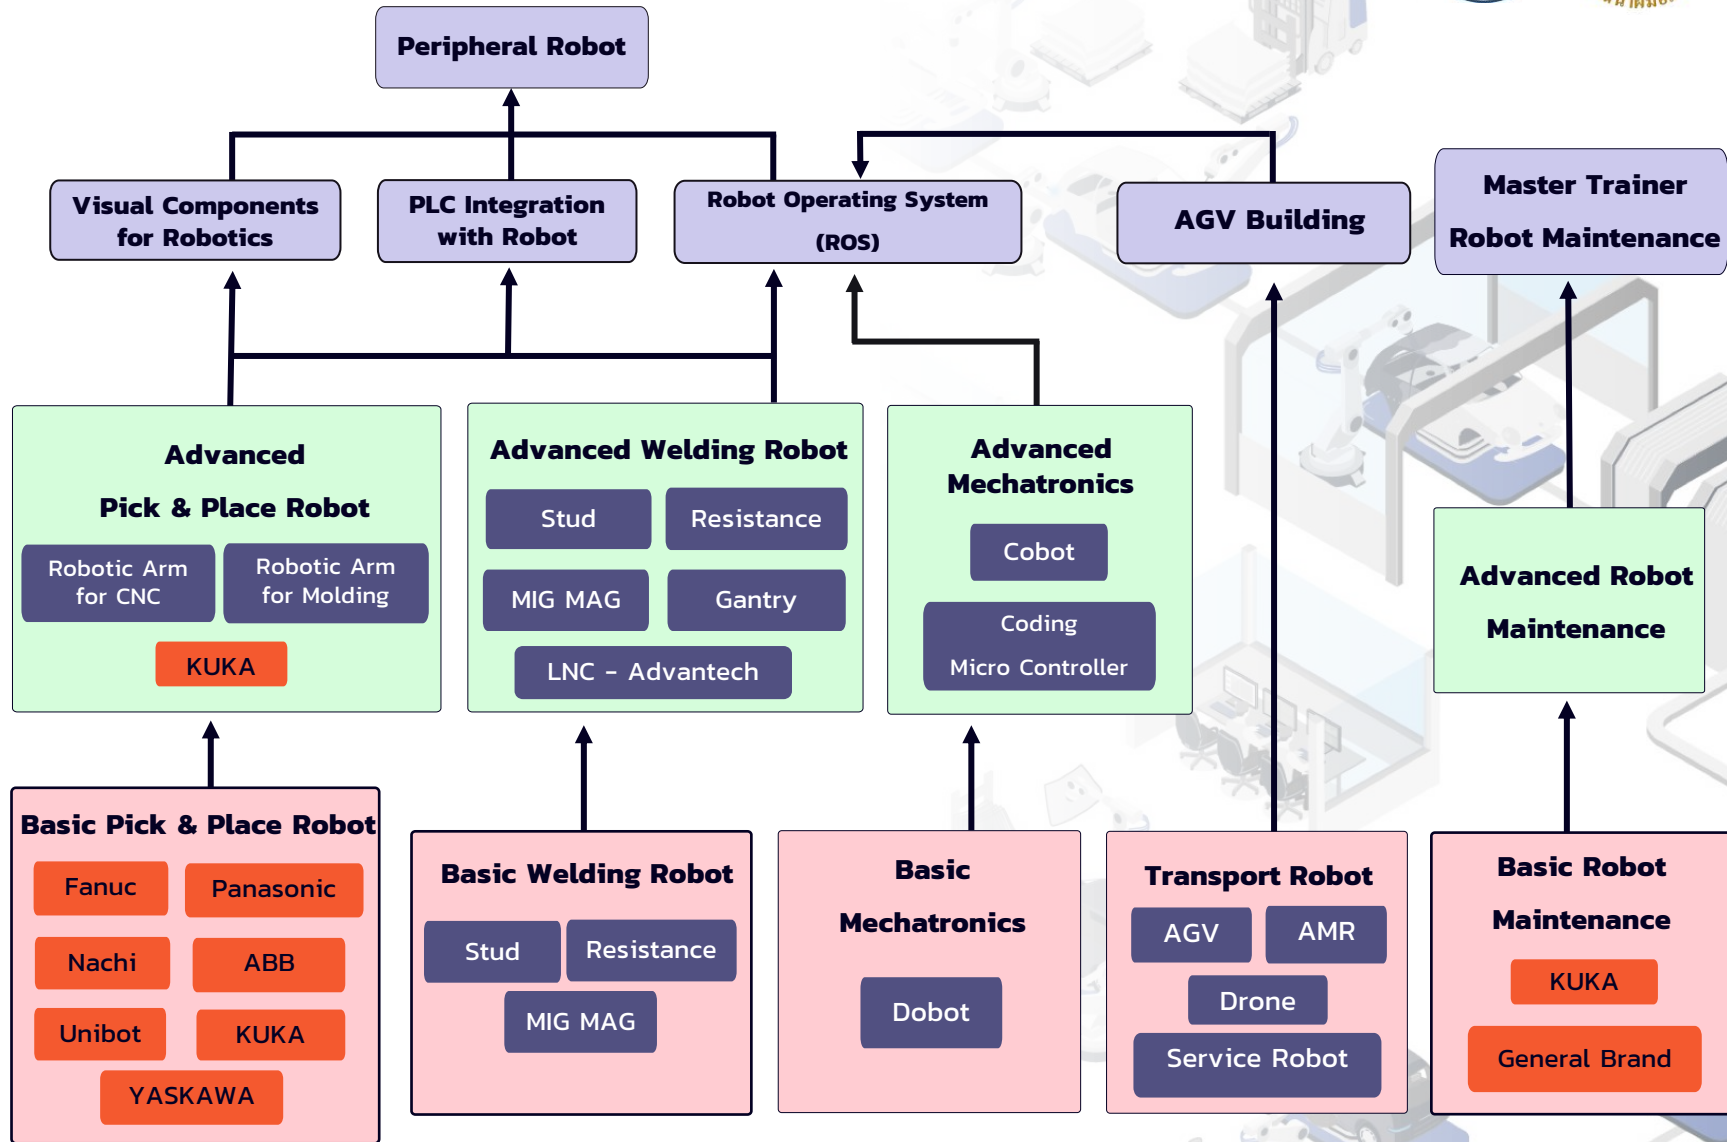 Peripheral Robot
Visual Components
for Robotics
PLC Integration
with Robot
Robot Operating System
(ROS)
AGV Building
Master Trainer
Robot Maintenance
Advanced
Pick & Place Robot
Robotic Arm
for CNC
Robotic Arm
for Molding
KUKA
Advanced Welding Robot
Stud
Resistance
MIG MAG
Gantry
LNC - Advantech
Advanced
Mechatronics
Cobot
Coding
Micro Controller
Advanced Robot
Maintenance
Basic Pick & Place Robot
Fanuc
Panasonic
Nachi
ABB
Unibot
KUKA
YASKAWA
Basic Welding Robot
Stud
Resistance
MIG MAG
Basic
Mechatronics
Dobot
Transport Robot
AGV
AMR
Drone
Service Robot
Basic Robot
Maintenance
KUKA
General Brand